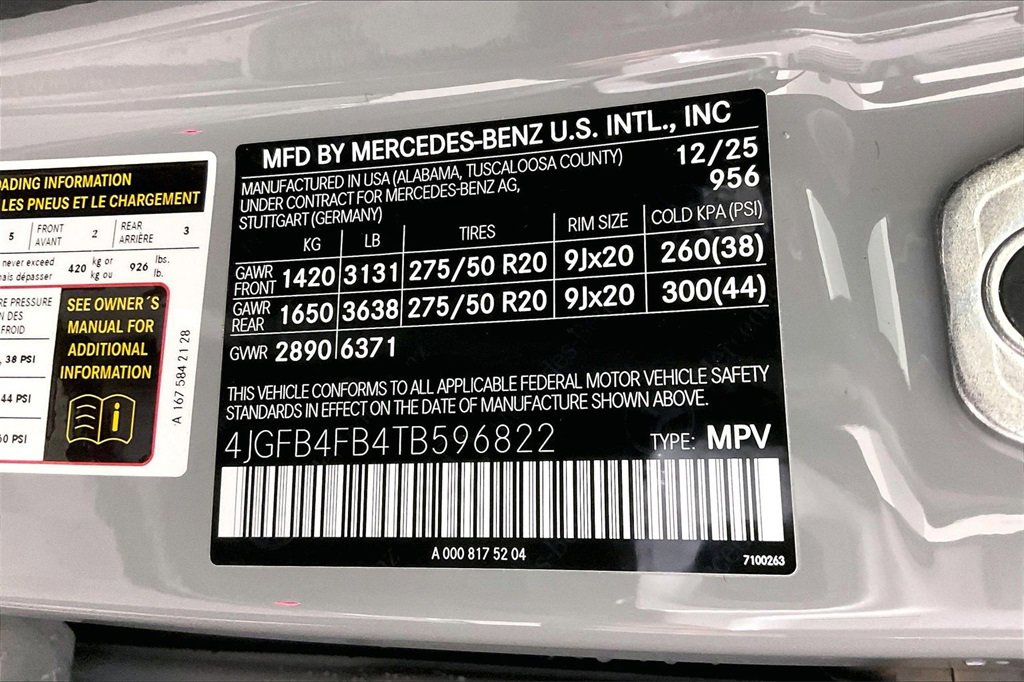 ADING INFORMATION
LES PNEUS ET LE CHARGEMENT
5 FRONT AVANT 2 REAR ARRIÈRE 3
never exceed 420 kg or kg ou 926 lbs. lb.
nais dépasser
RE PRESSURE
N DES
FROID
, 38 PSI
44 PSI
60 PSI
SEE OWNER´S
MANUAL FOR
ADDITIONAL
INFORMATION
A 167 584 21 28
MFD BY MERCEDES-BENZ U.S. INTL., INC
MANUFACTURED IN USA (ALABAMA, TUSCALOOSA COUNTY) 12/25
UNDER CONTRACT FOR MERCEDES-BENZ AG, 956
STUTTGART (GERMANY)
KG LB TIRES RIM SIZE COLD KPA (PSI)
GAWR FRONT 1420 3131 275/50 R20 9Jx20 260(38)
GAWR REAR 1650 3638 275/50 R20 9Jx20 300(44)
GVWR 2890 6371
THIS VEHICLE CONFORMS TO ALL APPLICABLE FEDERAL MOTOR VEHICLE SAFETY
STANDARDS IN EFFECT ON THE DATE OF MANUFACTURE SHOWN ABOVE.
4JGFB4FB4TB596822 TYPE: MPV
A 000 817 52 04
7100263